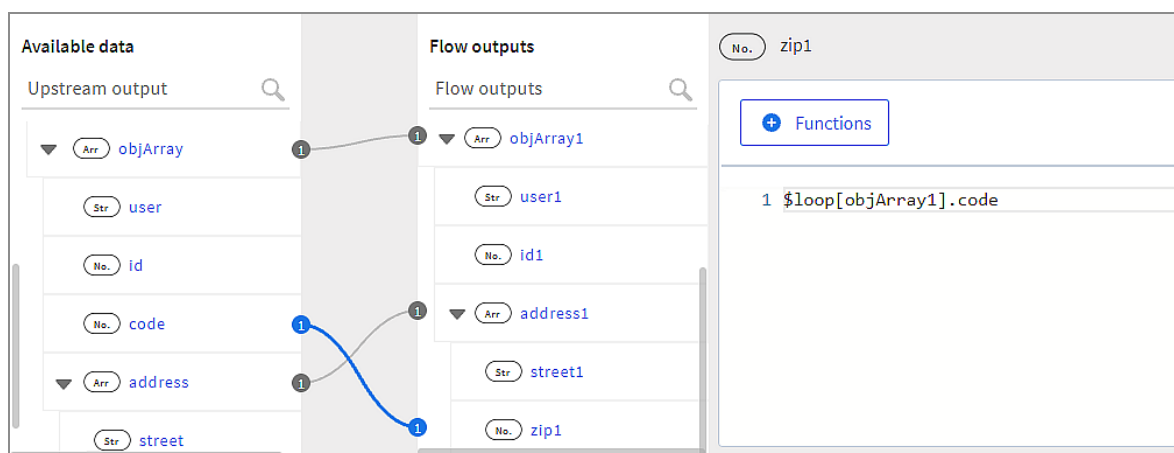 Available data
Upstream output
Arr objArray 1
Str user
No. id
No. code 1
Arr address 1
Str street
Flow outputs
Flow outputs
1 Arr objArray1
Str user1
No. id1
1 Arr address1
Str street1
1 No. zip1
No. zip1
Functions
1 $loop[objArray1].code